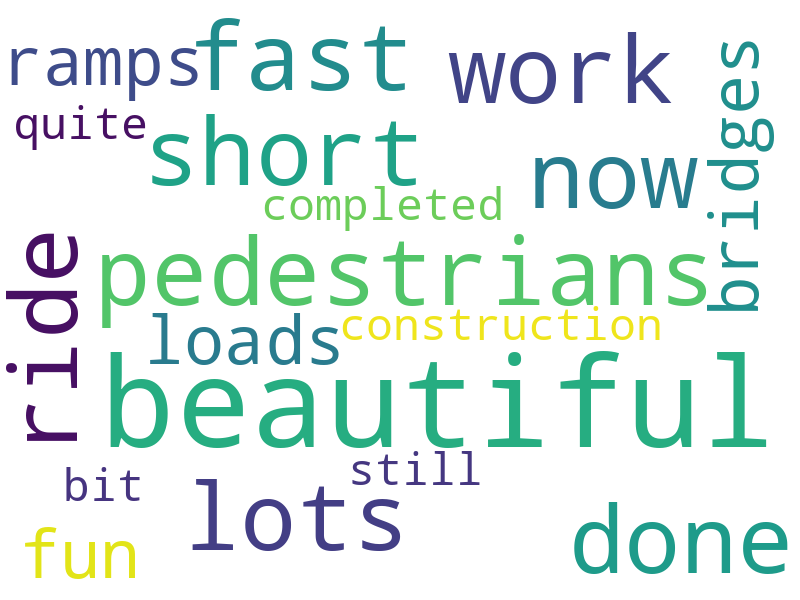 ramps
fast
work
bridges
quite
short
now
completed
ride
pedestrians
loads
construction
beautiful
bit
still
lots
fun
done